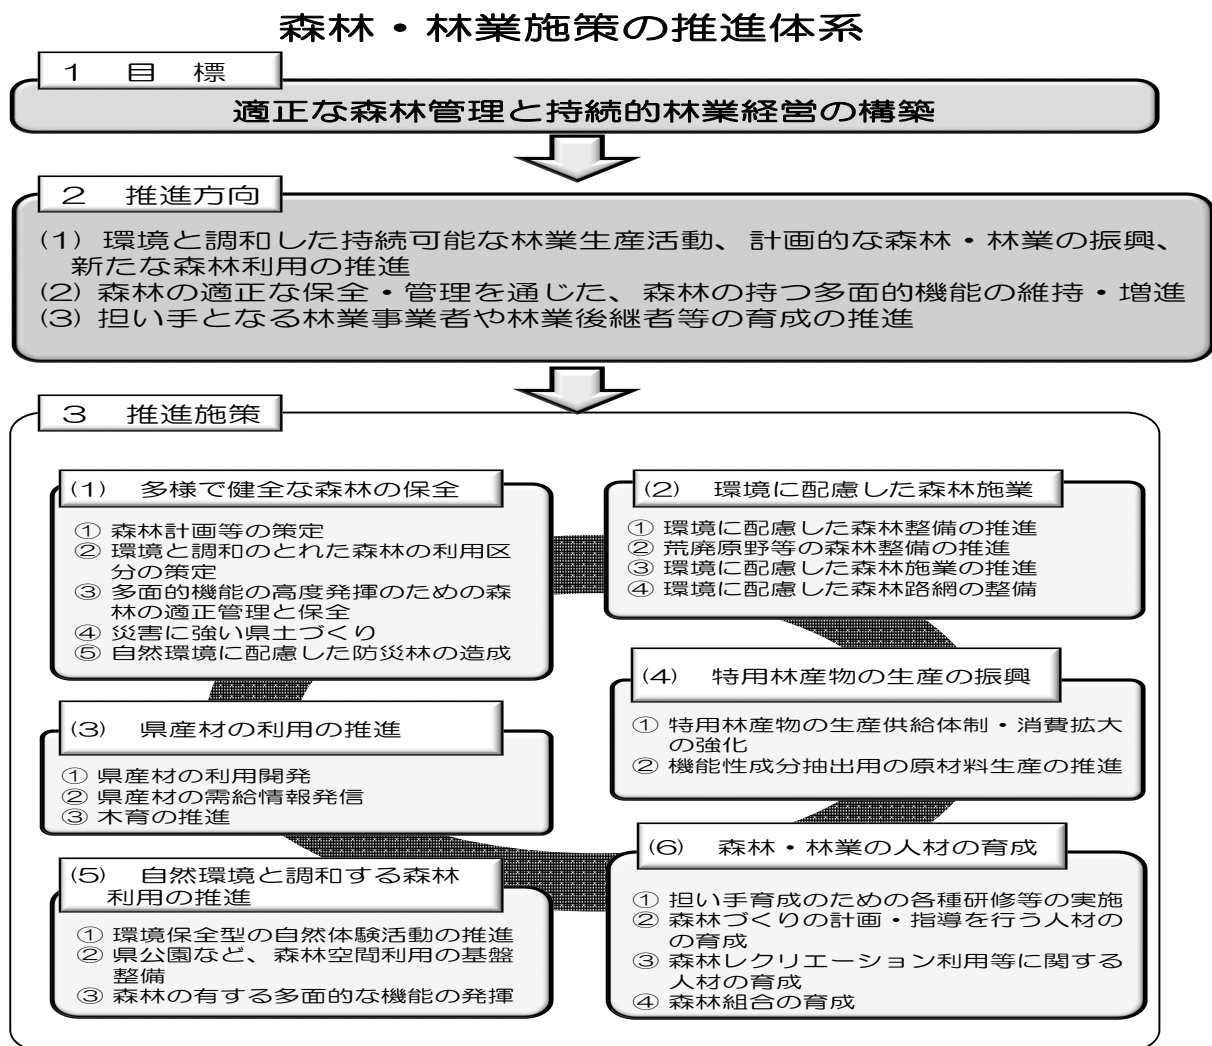 森林・林業施策の推進体系
１　目　標
適正な森林管理と持続的林業経営の構築
２　推進方向
(1) 環境と調和した持続可能な林業生産活動、計画的な森林・林業の振興、
新たな森林利用の推進
(2) 森林の適正な保全・管理を通じた、森林の持つ多面的機能の維持・増進
(3) 担い手となる林業事業者や林業後継者等の育成の推進
３　推進施策
(1)　多様で健全な森林の保全
① 森林計画等の策定
② 環境と調和のとれた森林の利用区
分の策定
③ 多面的機能の高度発揮のための森
林の適正管理と保全
④ 災害に強い県土づくり
⑤ 自然環境に配慮した防災林の造成
(2)　環境に配慮した森林施業
① 環境に配慮した森林整備の推進
② 荒廃原野等の森林整備の推進
③ 環境に配慮した森林施業の推進
④ 環境に配慮した森林路網の整備
(3)　県産材の利用の推進
① 県産材の利用開発
② 県産材の需給情報発信
③ 木育の推進
(4)　特用林産物の生産の振興
① 特用林産物の生産供給体制・消費拡大
の強化
② 機能性成分抽出用の原材料生産の推進
(5)　自然環境と調和する森林
利用の推進
① 環境保全型の自然体験活動の推進
② 県公園など、森林空間利用の基盤
整備
③ 森林の有する多面的な機能の発揮
(6)　森林・林業の人材の育成
① 担い手育成のための各種研修等の実施
② 森林づくりの計画・指導を行う人材の
の育成
③ 森林レクリエーション利用等に関する
人材の育成
④ 森林組合の育成